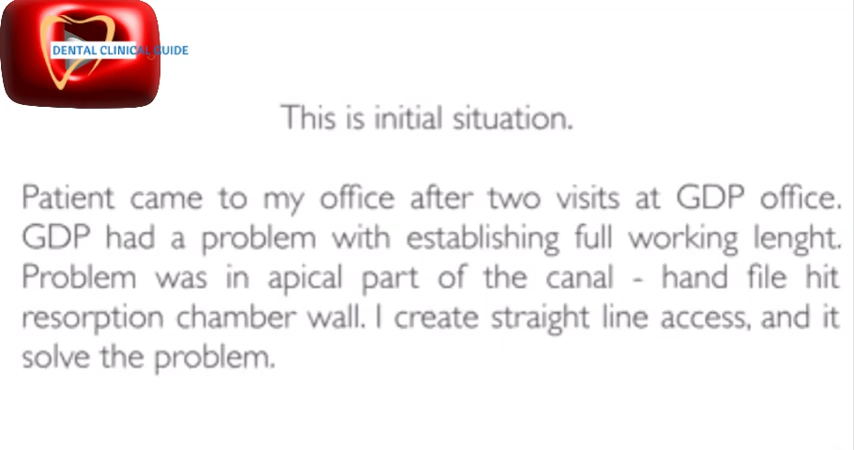 DENTAL CLINICAL GUIDE
This is initial situation.
Patient came to my office after two visits at GDP office.
GDP had a problem with establishing full working lenght.
Problem was in apical part of the canal - hand file hit
resorption chamber wall. I create straight line access, and it
solve the problem.